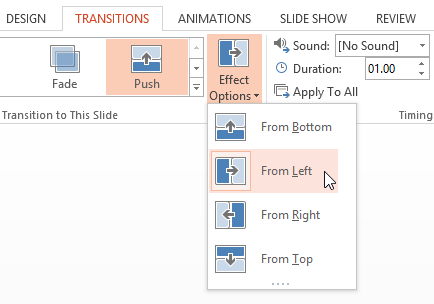 DESIGN TRANSITIONS ANIMATIONS SLIDE SHOW REVIEW
Fade
Push
Effect
Options
Sound: [No Sound]
Duration: 01.00
Apply To All
Transition to This Slide
Timing
From Bottom
From Left
From Right
From Top